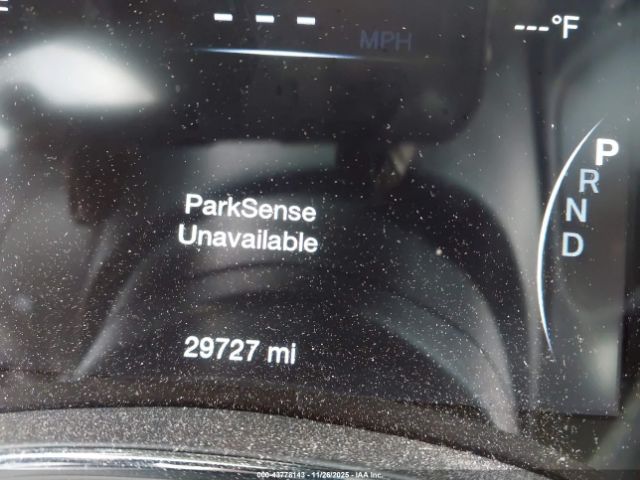 --- MPH
---°F
P
R
N
D
ParkSense
Unavailable
29727 mi
000-43778143 - 11/26/2025 - IAA Inc.